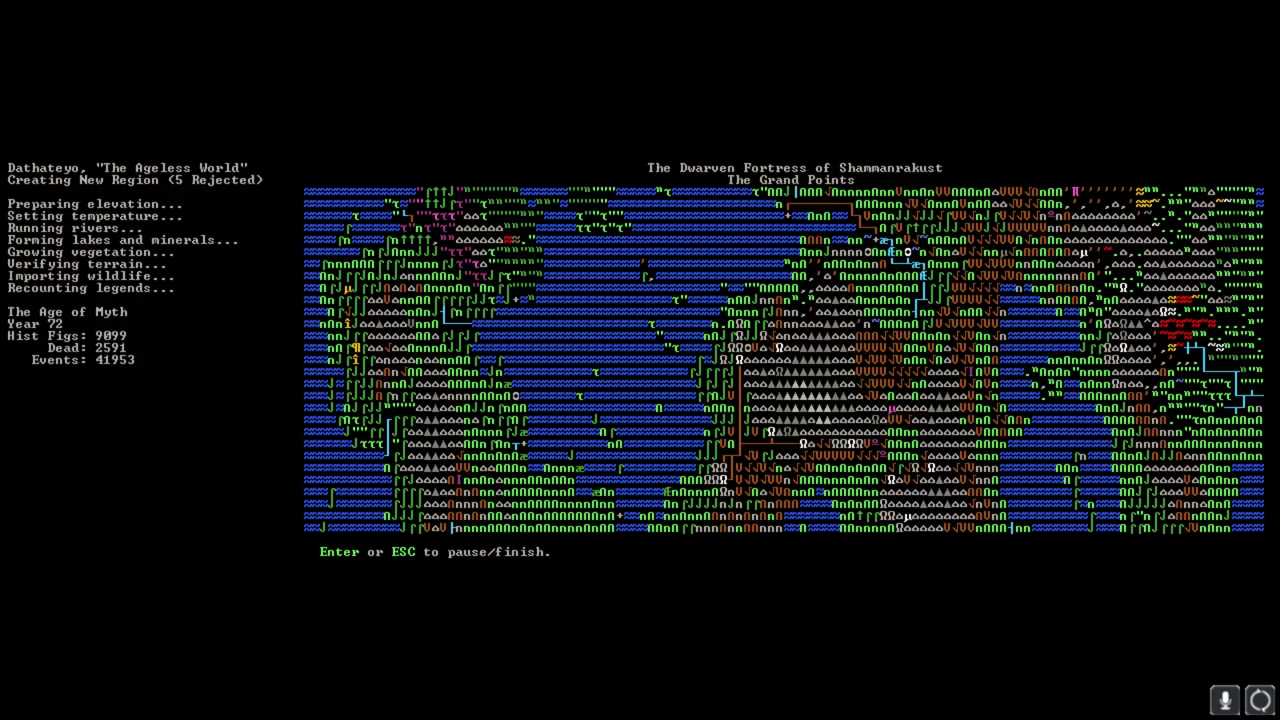 Dathateyo, "The Ageless World"
Creating New Region (5 Rejected)
Preparing elevation...
Setting temperature...
Running rivers...
Forming lakes and minerals...
Growing vegetation...
Verifying terrain...
Importing wildlife...
Recounting legends...
The Age of Myth
Year 72
Hist Figs: 9099
Dead: 2591
Events: 41953
The Dwarven Fortress of Shammanrakust
The Grand Points
Enter or ESC to pause/finish.